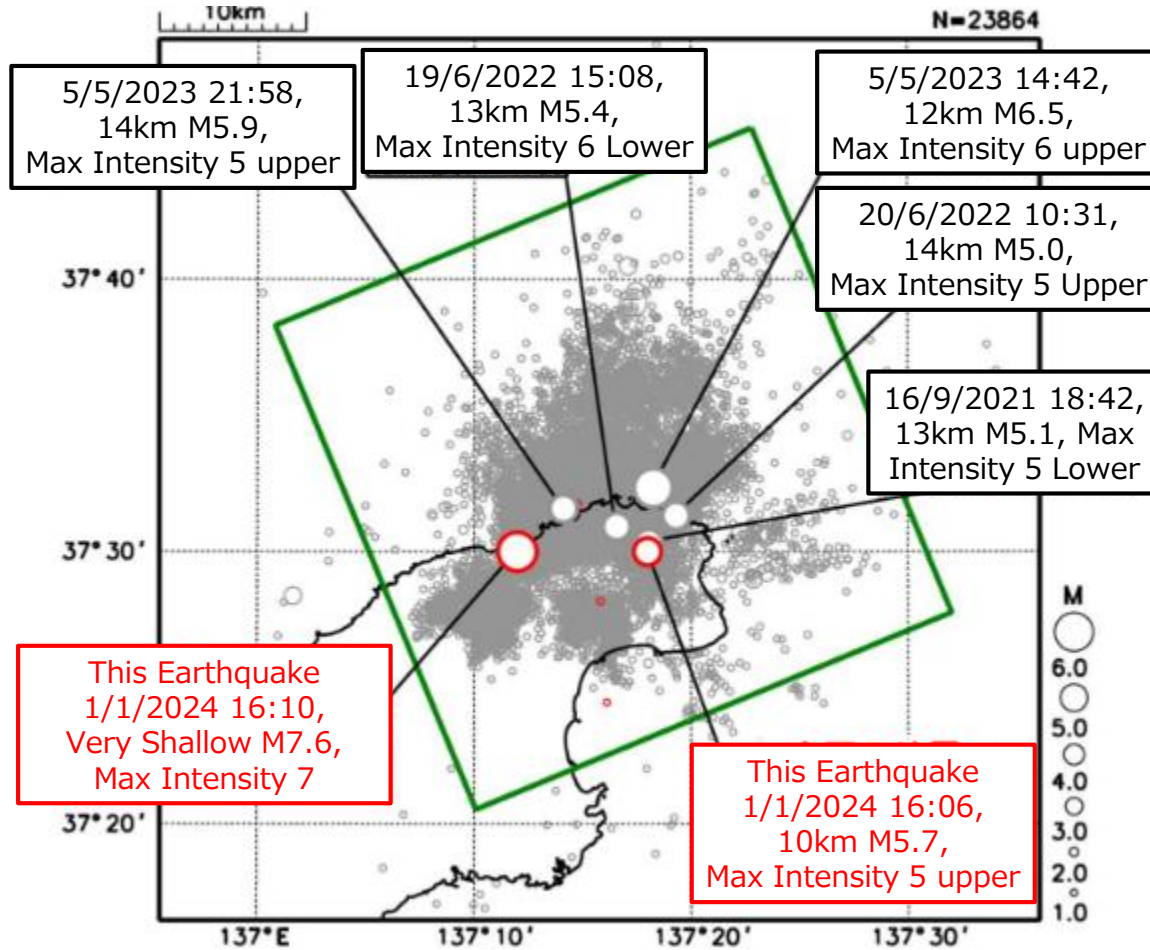 10km
N=23864
5/5/2023 21:58,
14km M5.9,
Max Intensity 5 upper
19/6/2022 15:08,
13km M5.4,
Max Intensity 6 Lower
5/5/2023 14:42,
12km M6.5,
Max Intensity 6 upper
20/6/2022 10:31,
14km M5.0,
Max Intensity 5 Upper
16/9/2021 18:42,
13km M5.1, Max
Intensity 5 Lower
37°40'
37°30'
37°20'
This Earthquake
1/1/2024 16:10,
Very Shallow M7.6,
Max Intensity 7
This Earthquake
1/1/2024 16:06,
10km M5.7,
Max Intensity 5 upper
M
6.0
5.0
4.0
3.0
2.0
1.0
137°E
137°10'
137°20'
137°30'